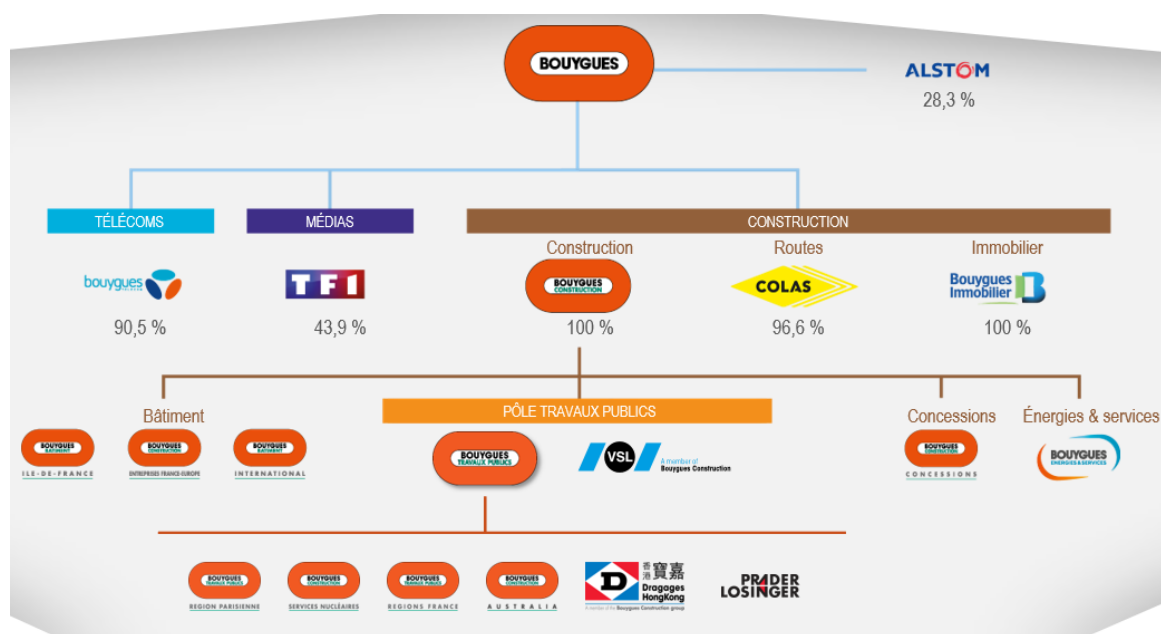 BOUYGUES
ALSTOM
28,3 %
TÉLÉCOMS
MÉDIAS
CONSTRUCTION
Construction
Routes
Immobilier
bouygues
TF1
BOUYGUES
CONSTRUCTION
COLAS
Bouygues
Immobilier
90,5 %
43,9 %
100 %
96,6 %
100 %
Bâtiment
PÔLE TRAVAUX PUBLICS
Concessions
Énergies & services
BOUYGUES
BÂTIMENT
ILE-DE-FRANCE
BOUYGUES
CONSTRUCTION
ENTREPRISES FRANCE-EUROPE
BOUYGUES
BÂTIMENT
INTERNATIONAL
BOUYGUES
TRAVAUX PUBLICS
VSL
A member of
Bouygues Construction
BOUYGUES
CONSTRUCTION
CONCESSIONS
BOUYGUES
ENERGIES & SERVICES
BOUYGUES
TRAVAUX PUBLICS
REGION PARISIENNE
BOUYGUES
CONSTRUCTION
SERVICES NUCLÉAIRES
BOUYGUES
TRAVAUX PUBLICS
REGIONS FRANCE
BOUYGUES
CONSTRUCTION
AUSTRALIA
香港 寶嘉
Dragages
HongKong
A member of the Bouygues Construction group
PRADER
LOSINGER